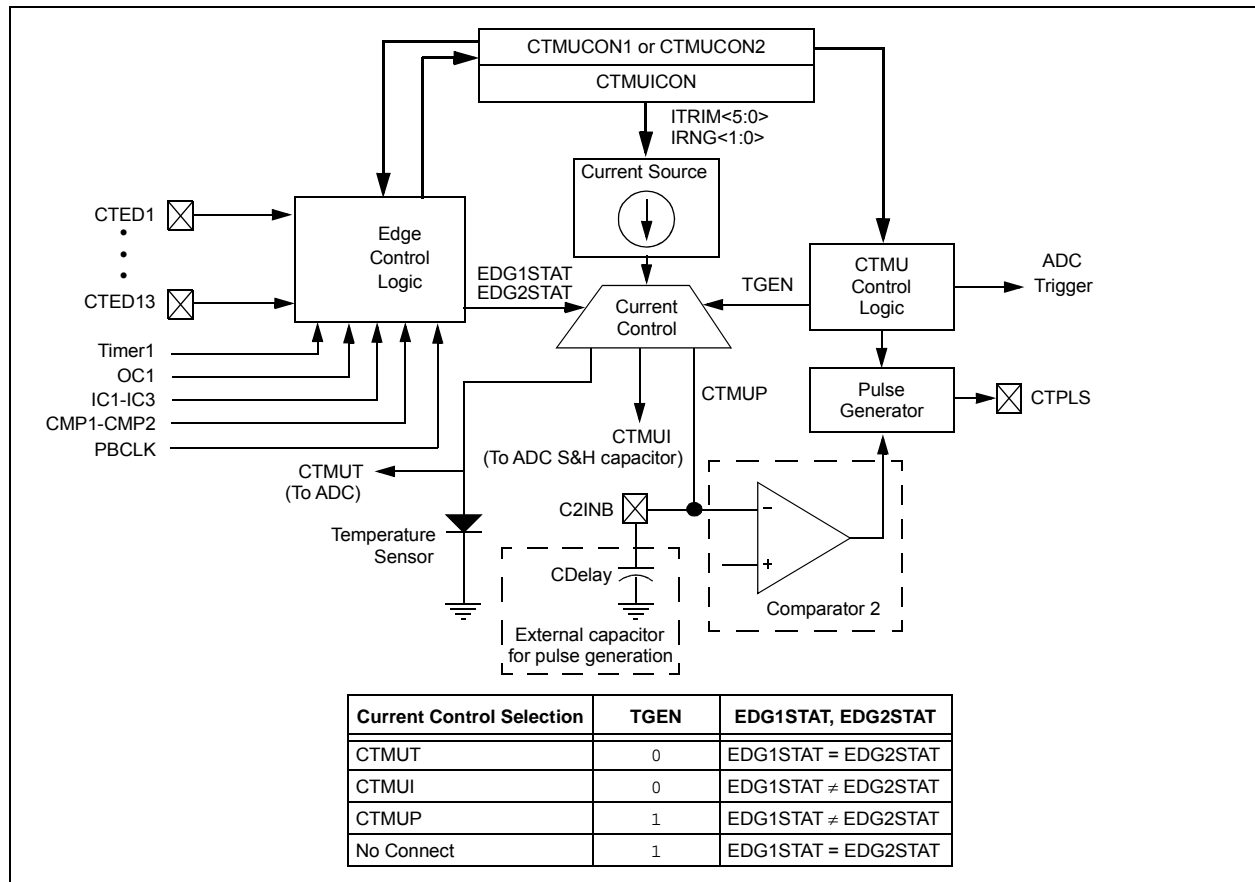 CTMUCON1 or CTMUCON2
CTMUICON
ITRIM<5:0>
IRNG<1:0>
Current Source
CTED1
CTED13
Edge
Control
Logic
EDG1STAT
EDG2STAT
Current
Control
TGEN
CTMU
Control
Logic
ADC
Trigger
Timer1
OC1
IC1-IC3
CMP1-CMP2
PBCLK
Pulse
Generator
CTPLS
CTMUP
CTMUI
(To ADC S&H capacitor)
CTMUT
(To ADC)
C2INB
−
+
Temperature
Sensor
CDelay
Comparator 2
External capacitor
for pulse generation
Current Control Selection TGEN EDG1STAT, EDG2STAT
CTMUT 0 EDG1STAT = EDG2STAT
CTMUI 0 EDG1STAT ≠ EDG2STAT
CTMUP 1 EDG1STAT ≠ EDG2STAT
No Connect 1 EDG1STAT = EDG2STAT